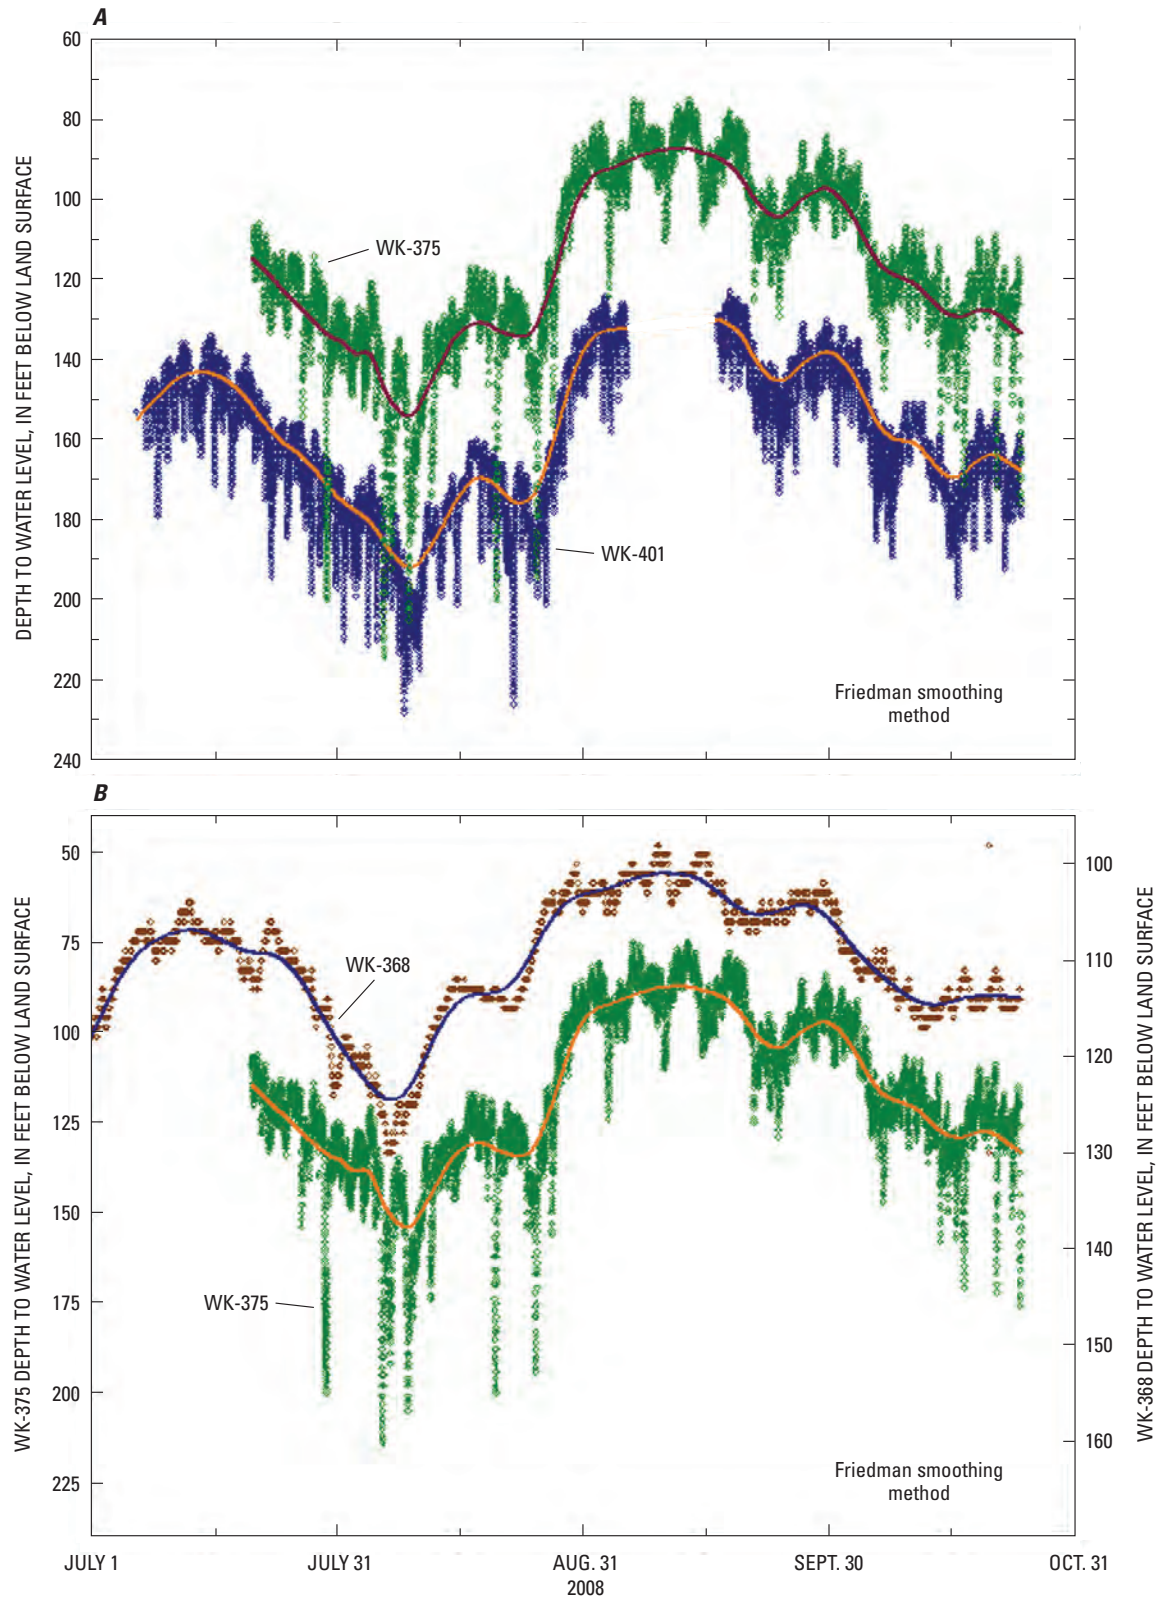 A
60
80
100
120
140
160
180
200
220
240
DEPTH TO WATER LEVEL, IN FEET BELOW LAND SURFACE
WK-375
WK-401
Friedman smoothing
method
B
50
75
100
125
150
175
200
225
WK-375 DEPTH TO WATER LEVEL, IN FEET BELOW LAND SURFACE
100
110
120
130
140
150
160
WK-368 DEPTH TO WATER LEVEL, IN FEET BELOW LAND SURFACE
WK-368
WK-375
Friedman smoothing
method
JULY 1
JULY 31
AUG. 31
SEPT. 30
OCT. 31
2008